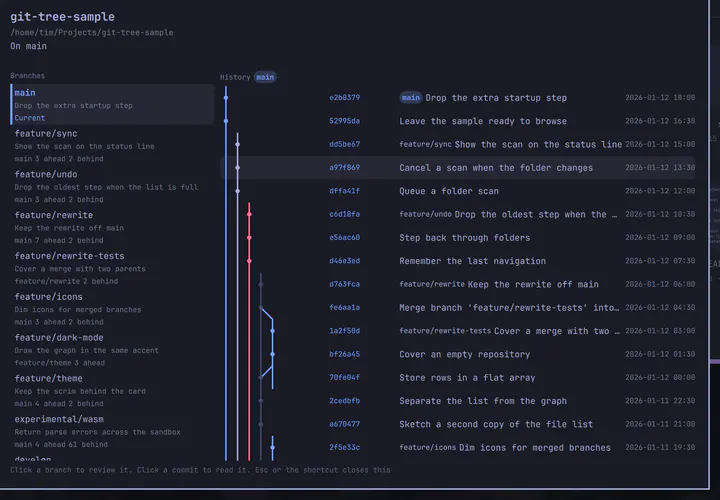 git-tree-sample
/home/tim/Projects/git-tree-sample
On main
Branches
main
Drop the extra startup step
Current
feature/sync
Show the scan on the status line
main 3 ahead 2 behind
feature/undo
Drop the oldest step when the list is full
main 3 ahead 2 behind
feature/rewrite
Keep the rewrite off main
main 7 ahead 2 behind
feature/rewrite-tests
Cover a merge with two parents
feature/rewrite 2 behind
feature/icons
Dim icons for merged branches
main 3 ahead 2 behind
feature/dark-mode
Draw the graph in the same accent
feature/theme 3 ahead
feature/theme
Keep the scrim behind the card
main 4 ahead 2 behind
experimental/wasm
Return parse errors across the sandbox
main 4 ahead 61 behind
develop
History main
e2b0379 main Drop the extra startup step 2026-01-12 18:00
52995da Leave the sample ready to browse 2026-01-12 16:30
dd5be67 feature/sync Show the scan on the status line 2026-01-12 15:00
a97f869 Cancel a scan when the folder changes 2026-01-12 13:30
dffa41f Queue a folder scan 2026-01-12 12:00
c6d18fa feature/undo Drop the oldest step when the … 2026-01-12 10:30
e56ac60 Step back through folders 2026-01-12 09:00
d46e3ed Remember the last navigation 2026-01-12 07:30
d763fca feature/rewrite Keep the rewrite off main 2026-01-12 06:00
fe6aa1a Merge branch 'feature/rewrite-tests' into… 2026-01-12 04:30
1a2f50d feature/rewrite-tests Cover a merge with two … 2026-01-12 03:00
bf26a45 Cover an empty repository 2026-01-12 01:30
70fe04f Store rows in a flat array 2026-01-12 00:00
2cedbfb Separate the list from the graph 2026-01-11 22:30
a670477 Sketch a second copy of the file list 2026-01-11 21:00
2f5e33c feature/icons Dim icons for merged branches 2026-01-11 19:30
Click a branch to review it. Click a commit to read it. Esc or the shortcut closes this